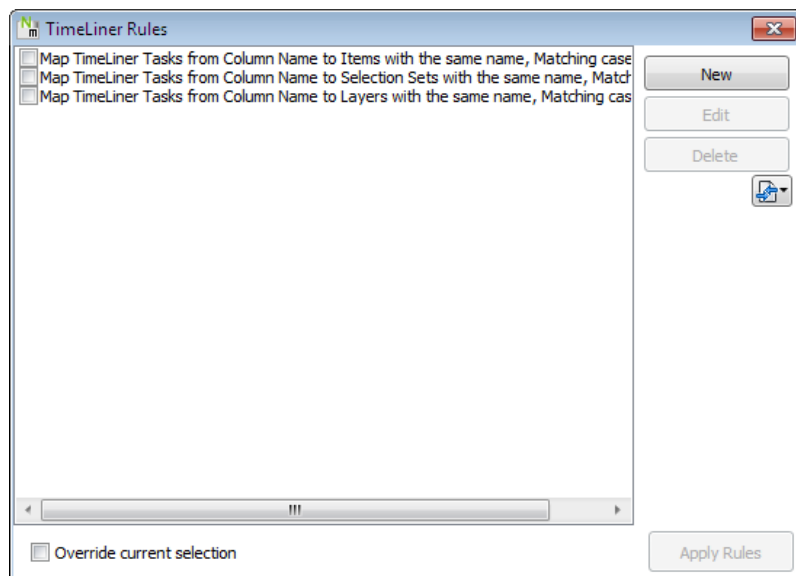 TimeLiner Rules
Map TimeLiner Tasks from Column Name to Items with the same name, Matching case
Map TimeLiner Tasks from Column Name to Selection Sets with the same name, Match
Map TimeLiner Tasks from Column Name to Layers with the same name, Matching cas
New
Edit
Delete
Override current selection
Apply Rules